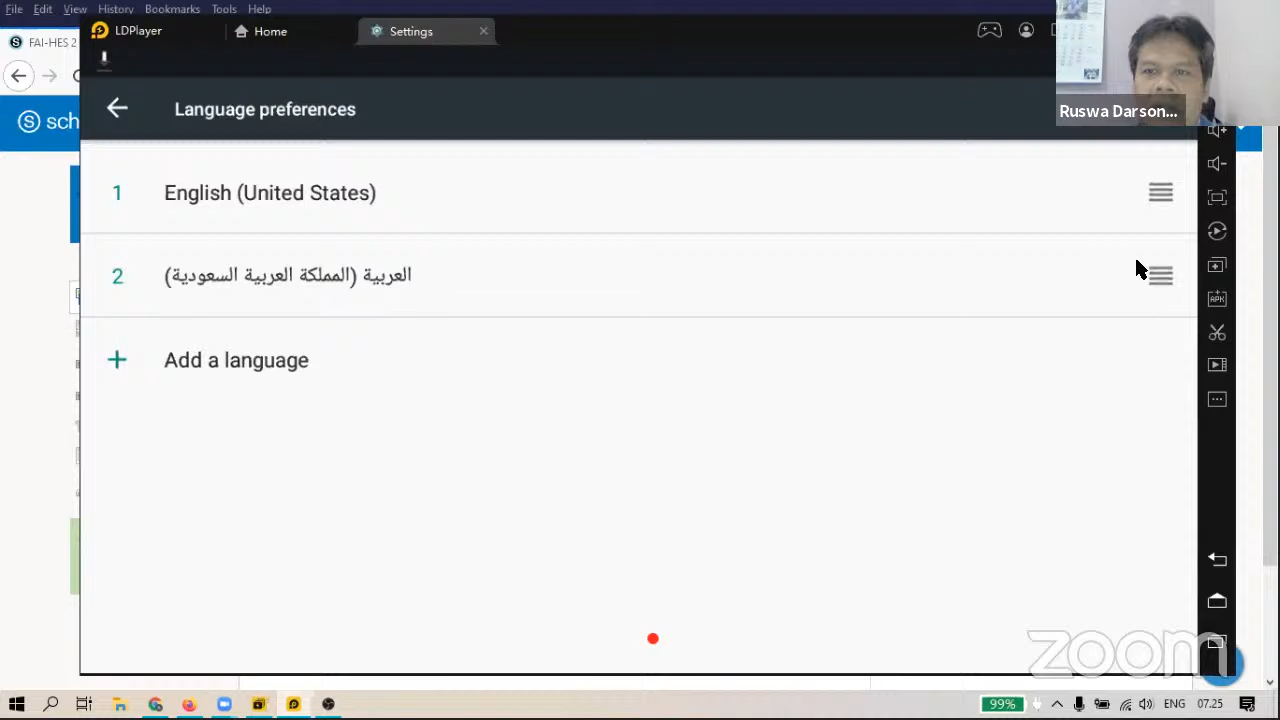 File Edit View History Bookmarks Tools Help
LDPlayer
Home
Settings
FAI-HES 2
sch
Language preferences
Ruswa Darson...
1 English (United States)
2 العربية (المملكة العربية السعودية)
+ Add a language
APK
zoom
99%
ENG
07.25